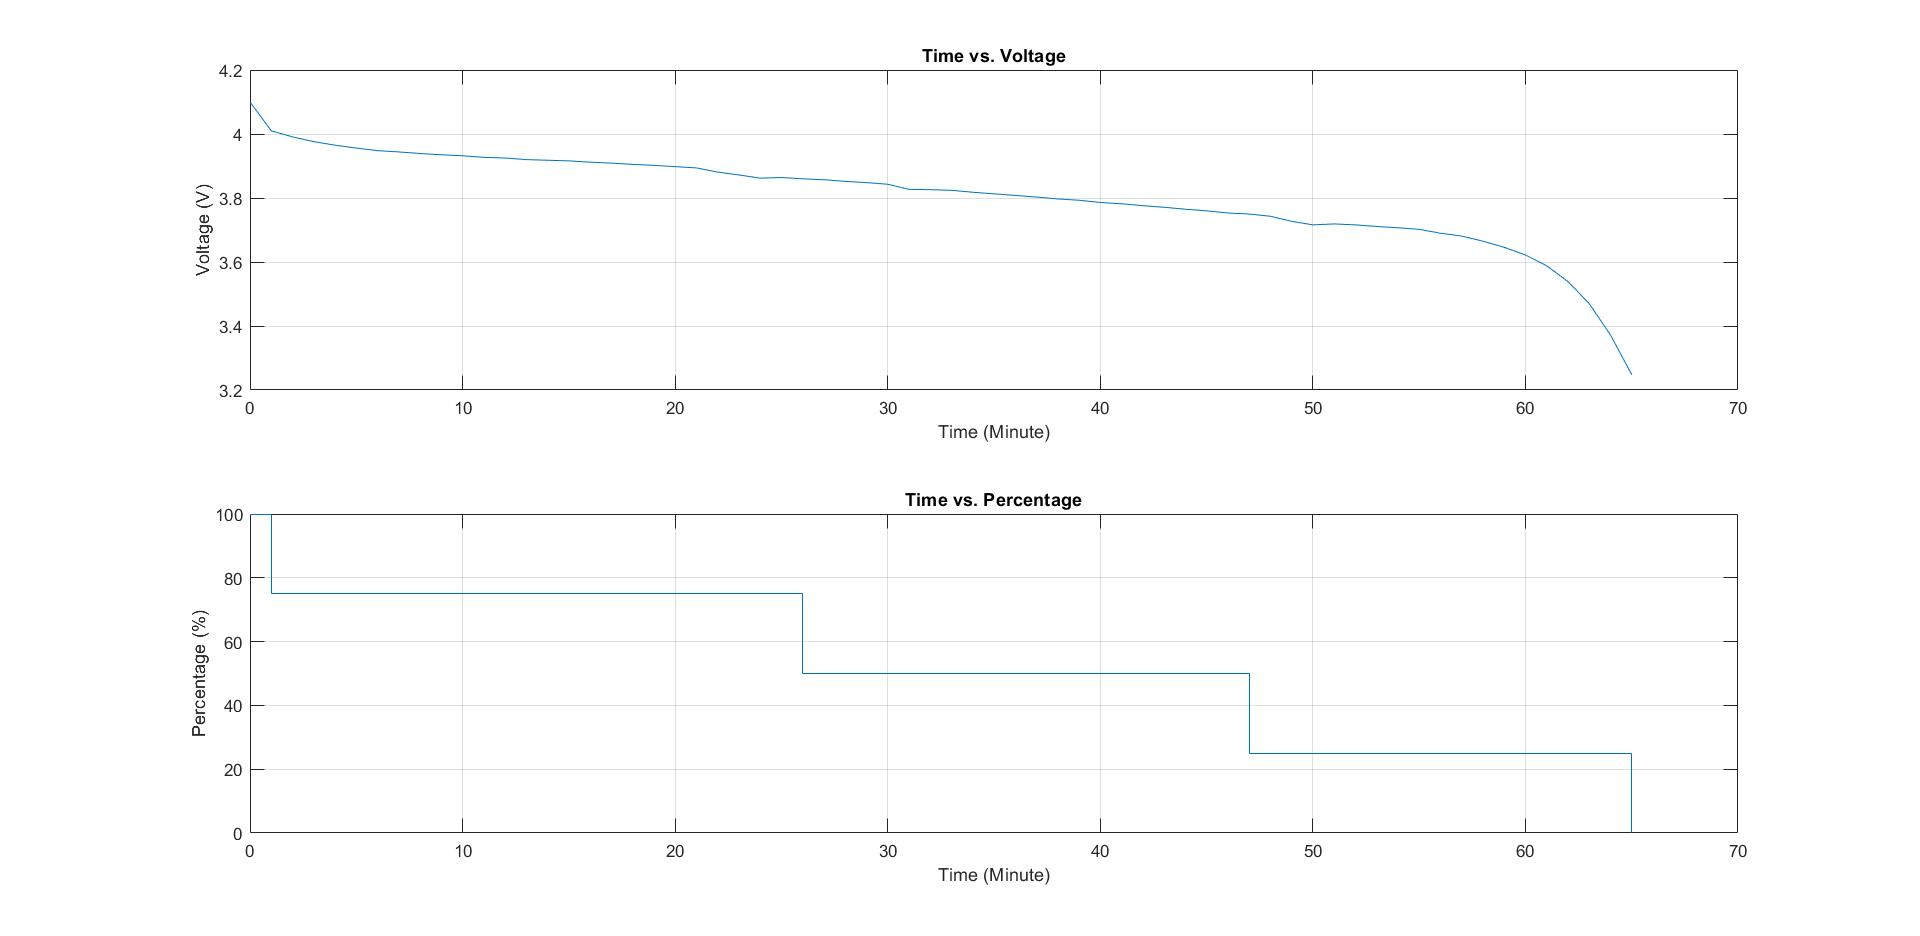 Time vs. Voltage
4.2
4
3.8
3.6
3.4
3.2
Voltage (V)
0 10 20 30 40 50 60 70
Time (Minute)
Time vs. Percentage
100
80
60
40
20
0
Percentage (%)
0 10 20 30 40 50 60 70
Time (Minute)